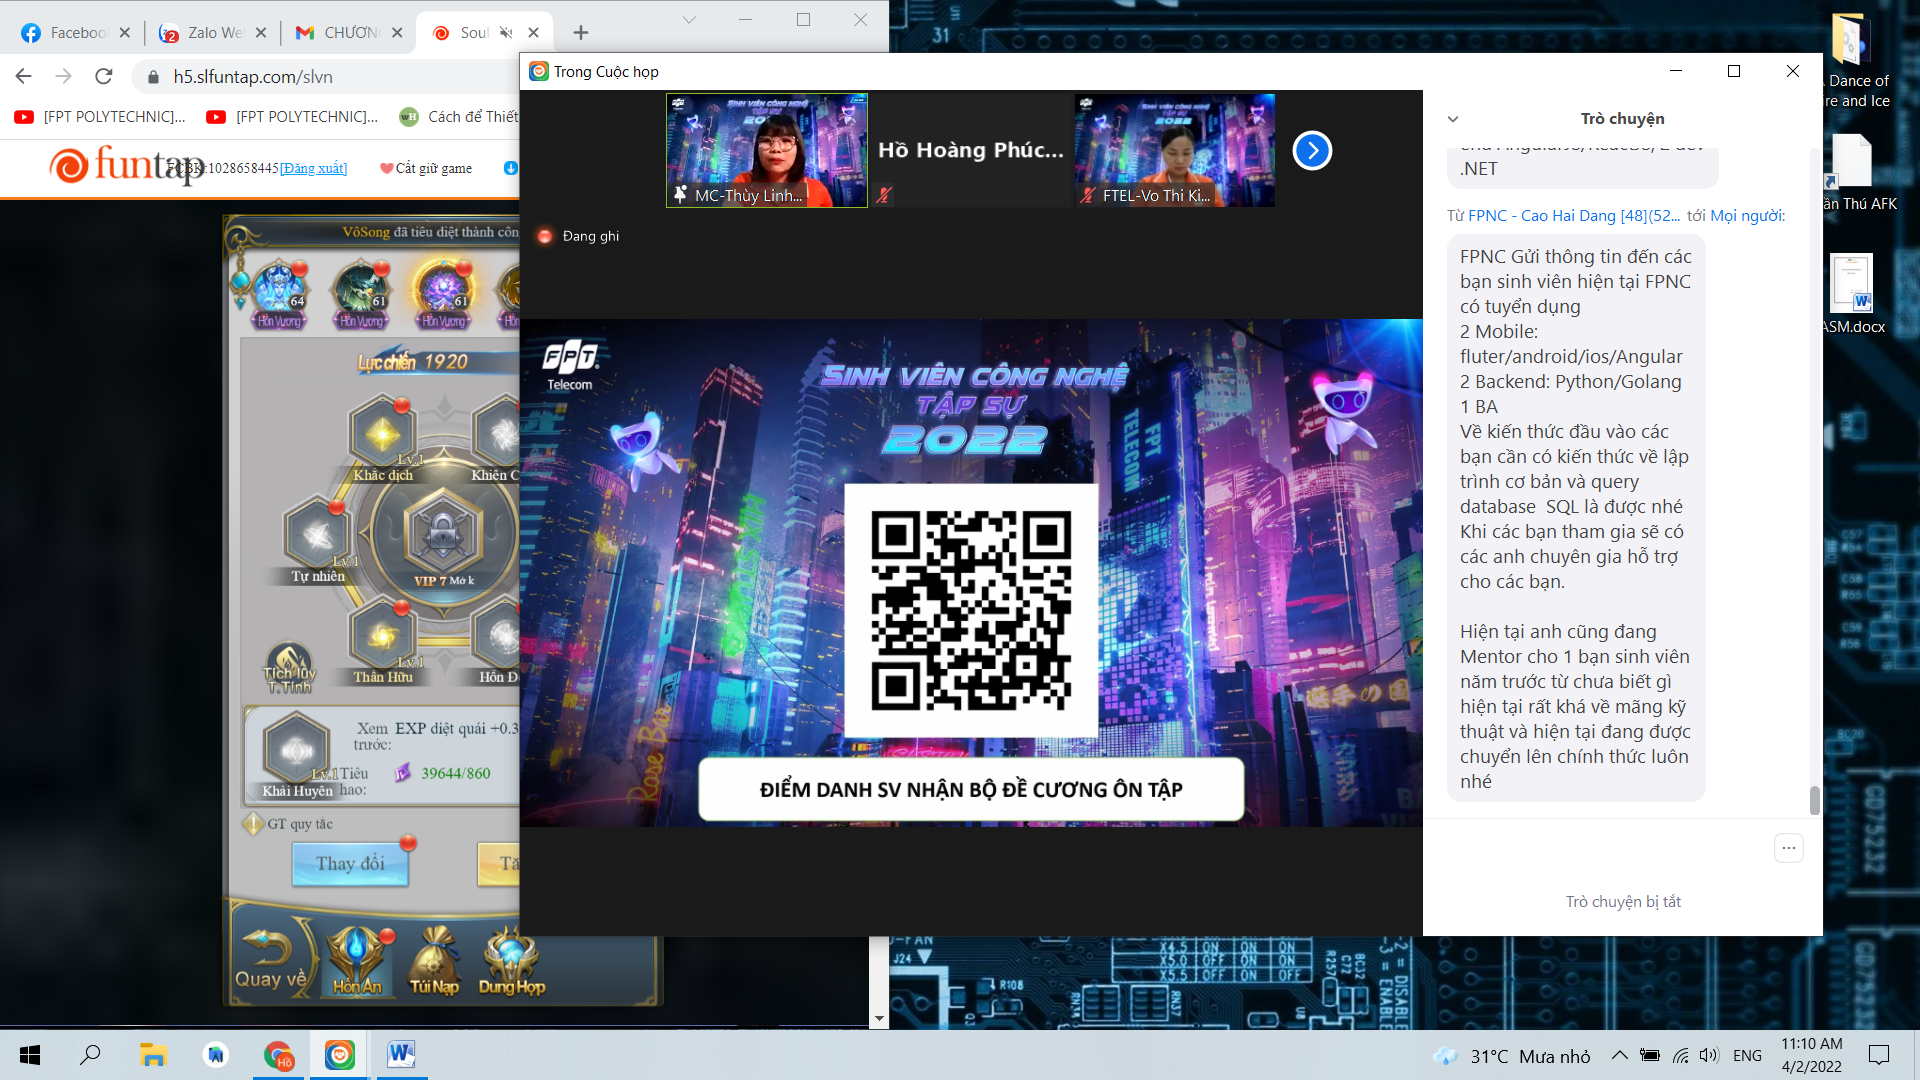 Facebo
Zalo We
CHƯƠN
Soul
h5.slfuntap.com/slvn
[FPT POLYTECHNIC]...
[FPT POLYTECHNIC]...
Cách để Thiết
funtap
:1028658445[Đăng xuất]
Cất giữ game
VôSong đã tiêu diệt thành côn
64
61
61
Hồn Vương
Hồn Vương
Hồn Vương
Lực chiến 1920
Lv.1
Khắc dịch
Khiên C
Lv.1
Tự nhiên
VIP 7 Mở k
Lv.1
Thần Hữu
Hồn Đ
Tích lũy
T.Tính
Xem trước:
EXP diệt quái +0.3
Lv.1
Khải Huyên
Tiêu hao:
39644/860
GT quy tắc
Thay đổi
Tă
Quay về
Hồn Ấn
Túi Nạp
Dung Hợp
Trong Cuộc họp
MC-Thùy Linh...
Hồ Hoàng Phúc...
FTEL-Vo Thi Ki...
Đang ghi
FPT
Telecom
SINH VIÊN CÔNG NGHỆ
TẬP SỰ
2022
FPT TELECOM
Rose Bar
ĐIỂM DANH SV NHẬN BỘ ĐỀ CƯƠNG ÔN TẬP
Trò chuyện
.NET
Từ FPNC - Cao Hai Dang [48](52... tới Mọi người:
FPNC Gửi thông tin đến các
bạn sinh viên hiện tại FPNC
có tuyển dụng
2 Mobile:
fluter/android/ios/Angular
2 Backend: Python/Golang
1 BA
Về kiến thức đầu vào các
bạn cần có kiến thức về lập
trình cơ bản và query
database  SQL là được nhé
Khi các bạn tham gia sẽ có
các anh chuyên gia hỗ trợ
cho các bạn.
Hiện tại anh cũng đang
Mentor cho 1 bạn sinh viên
năm trước từ chưa biết gì
hiện tại rất khá về mãng kỹ
thuật và hiện tại đang được
chuyển lên chính thức luôn
nhé
Trò chuyện bị tắt
Dance of
ire and Ice
ần Thú AFK
ASM.docx
31°C Mưa nhỏ
ENG
11:10 AM
4/2/2022